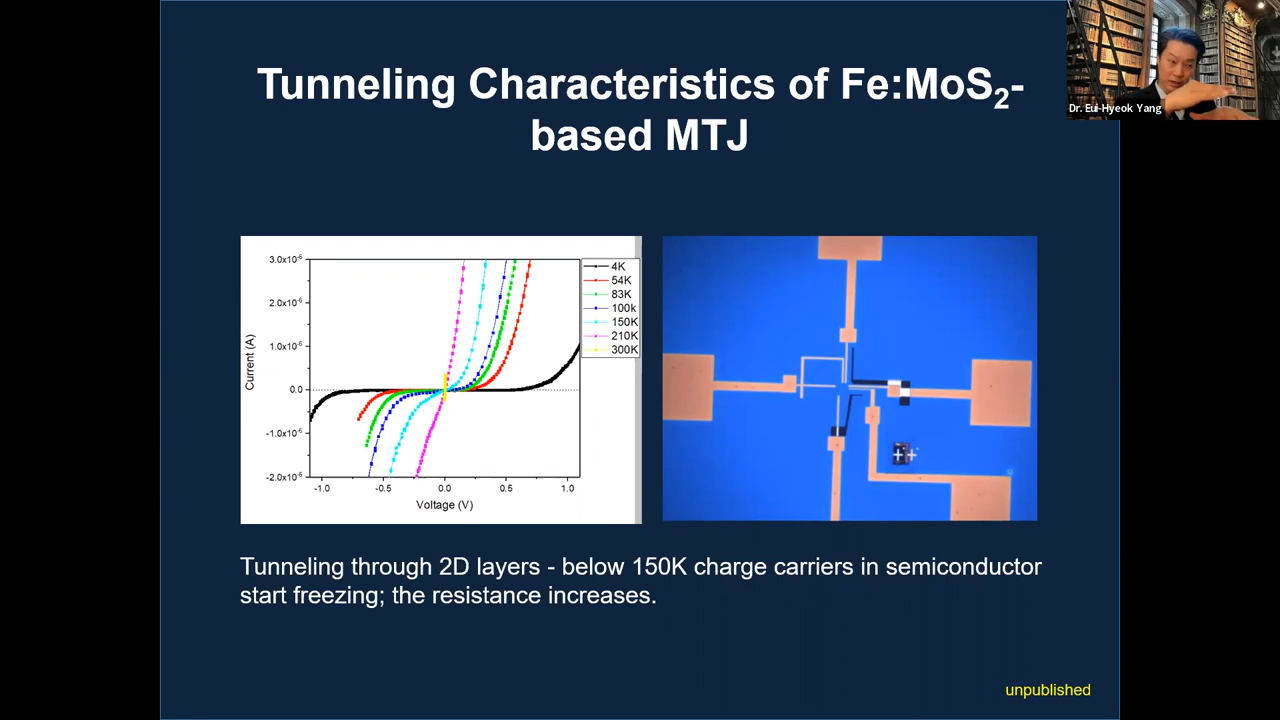 Dr. Eui-Hyeok Yang
Tunneling Characteristics of Fe:MoS₂-
based MTJ
3.0x10⁻⁶
2.0x10⁻⁶
1.0x10⁻⁶
0.0
-1.0x10⁻⁶
-2.0x10⁻⁶
Current (A)
-1.0 -0.5 0.0 0.5 1.0
Voltage (V)
4K
54K
83K
100k
150K
210K
300K
Tunneling through 2D layers - below 150K charge carriers in semiconductor
start freezing; the resistance increases.
unpublished